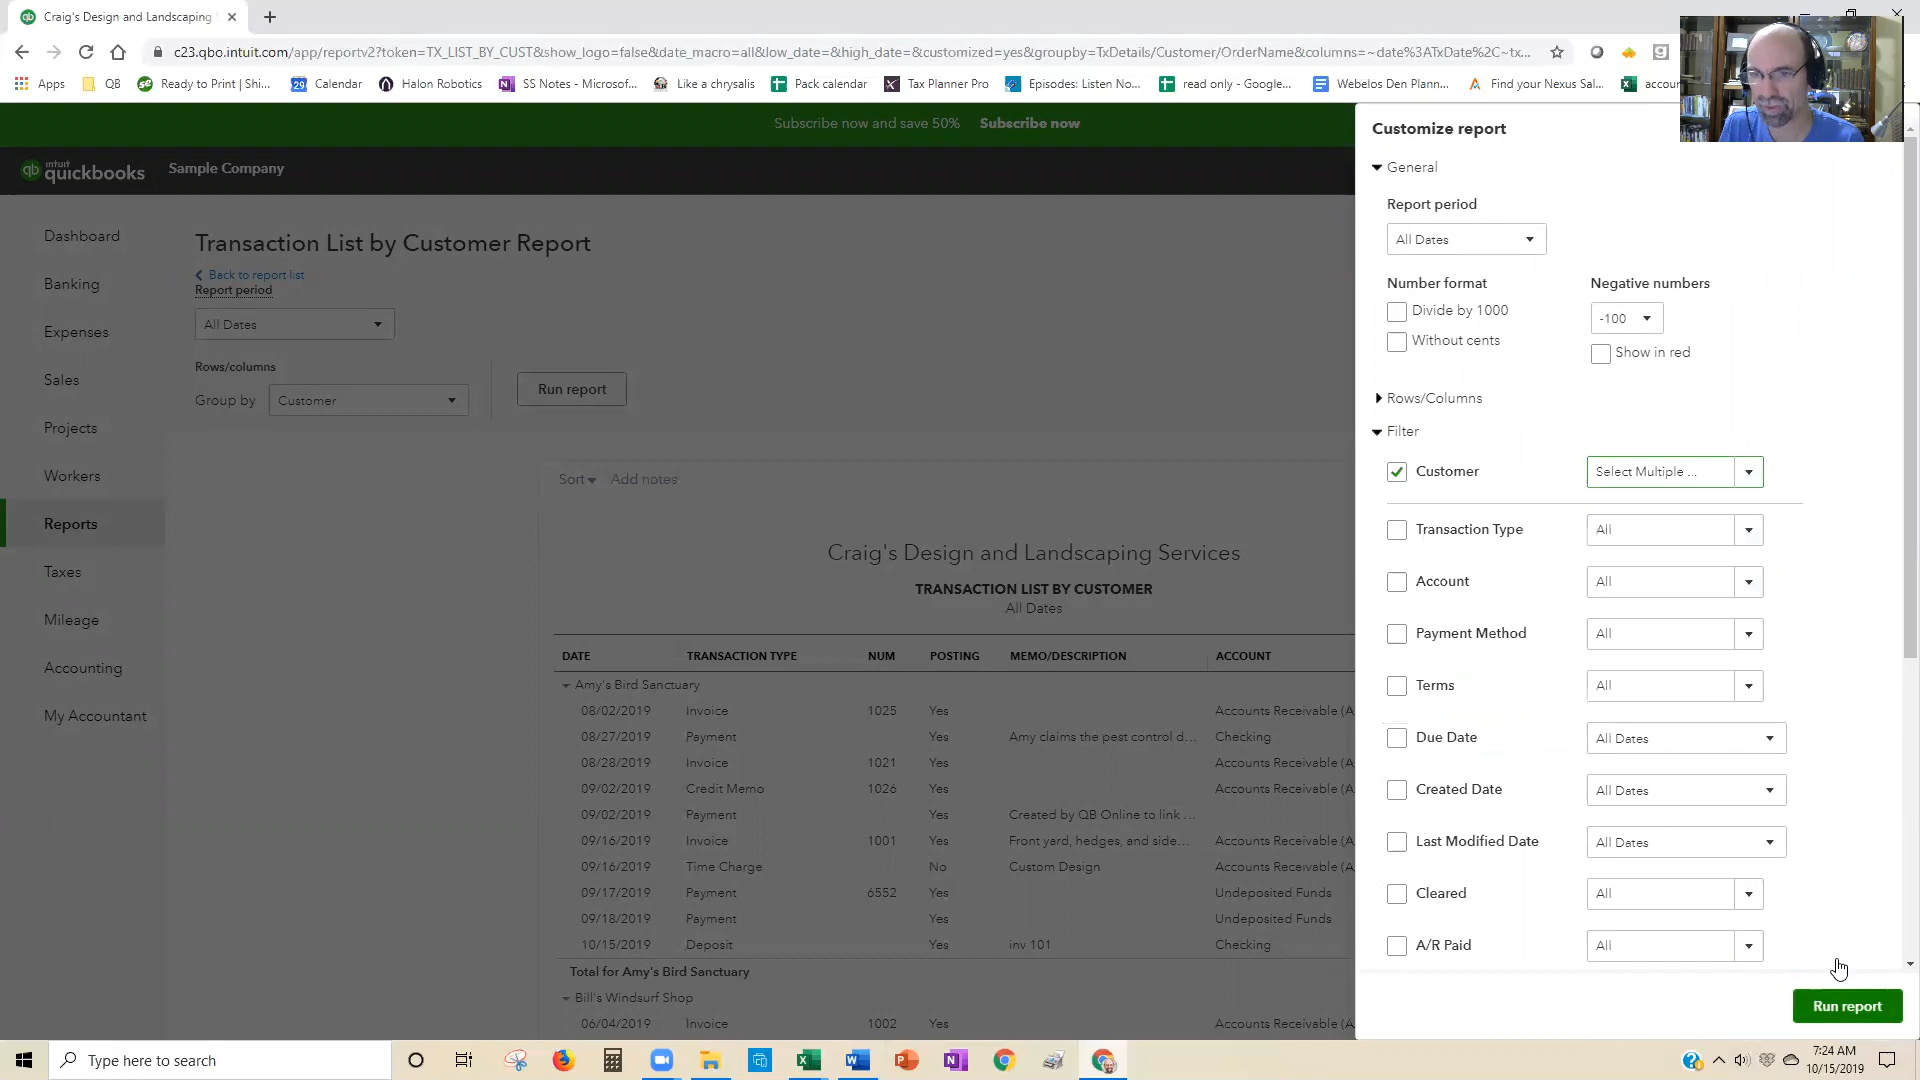 Craig's Design and Landscaping
c23.qbo.intuit.com/app/reportv2?token=TX_LIST_BY_CUST&show_logo=false&date_macro=all&low_date=&high_date=&customized=yes&groupby=TxDetails/Customer/OrderName&columns=~date%3ATxDate%2C~tx...
Apps QB Ready to Print | Shi... Calendar Halon Robotics SS Notes - Microsof... Like a chrysalis Pack calendar Tax Planner Pro Episodes: Listen No... read only - Google... Webelos Den Plann... Find your Nexus Sal... accou
Subscribe now and save 50% Subscribe now
intuit quickbooks Sample Company
Dashboard
Banking
Expenses
Sales
Projects
Workers
Reports
Taxes
Mileage
Accounting
My Accountant
Transaction List by Customer Report
Back to report list
Report period
All Dates
Rows/columns
Group by Customer Run report
Sort Add notes
Craig's Design and Landscaping Services
TRANSACTION LIST BY CUSTOMER
All Dates
DATE TRANSACTION TYPE NUM POSTING MEMO/DESCRIPTION ACCOUNT
Amy's Bird Sanctuary
08/02/2019 Invoice 1025 Yes Accounts Receivable (A
08/27/2019 Payment Yes Amy claims the pest control d... Checking
08/28/2019 Invoice 1021 Yes Accounts Receivable (A
09/02/2019 Credit Memo 1026 Yes Accounts Receivable (A
09/02/2019 Payment Yes Created by QB Online to link ...
09/16/2019 Invoice 1001 Yes Front yard, hedges, and side... Accounts Receivable (A
09/16/2019 Time Charge No Custom Design Accounts Receivable (A
09/17/2019 Payment 6552 Yes Undeposited Funds
09/18/2019 Payment Yes Undeposited Funds
10/15/2019 Deposit Yes inv 101 Checking
Total for Amy's Bird Sanctuary
Bill's Windsurf Shop
06/04/2019 Invoice 1002 Yes Accounts Receivable (A
Customize report
General
Report period
All Dates
Number format Negative numbers
Divide by 1000 -100
Without cents Show in red
Rows/Columns
Filter
Customer Select Multiple ...
Transaction Type All
Account All
Payment Method All
Terms All
Due Date All Dates
Created Date All Dates
Last Modified Date All Dates
Cleared All
A/R Paid All
Run report
Type here to search
7:24 AM
10/15/2019